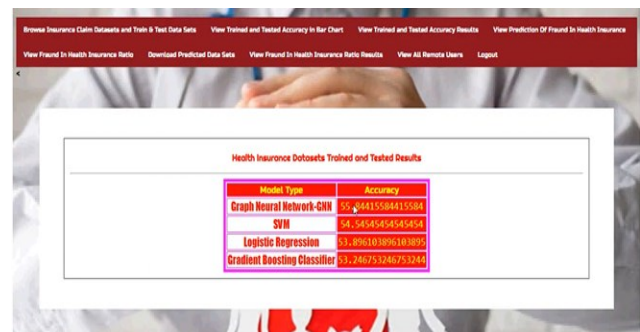 Browse Insurance Claim Datasets and Train & Test Data Sets View Trained and Tested Accuracy in Bar Chart View Trained and Tested Accuracy Results View Prediction Of Fraund In Health Insurance
View Fraund In Health Insurance Ratio Download Predicted Data Sets View Fraund In Health Insurance Ratio Results View All Remote Users Logout
Health Insurance Datasets Trained and Tested Results
Model Type Accuracy
Graph Neural Network-GNN 55.84415584415584
SVM 54.54545454545454
Logistic Regression 53.896103896103895
Gradient Boosting Classifier 53.246753246753244